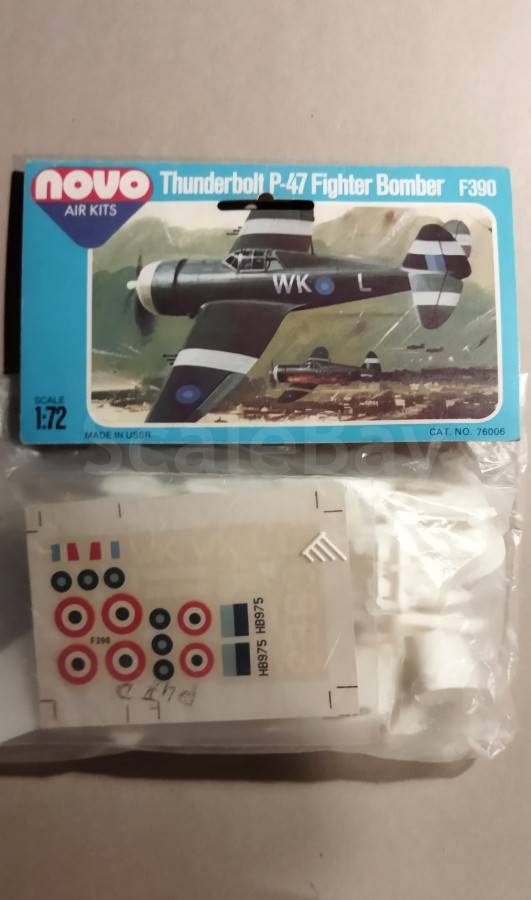 novo
AIR KITS
Thunderbolt P-47 Fighter Bomber F390
WK L
SCALE
1:72
MADE IN USSR
CAT. NO. 76006
ScaleBay
F390
HB975 HB975